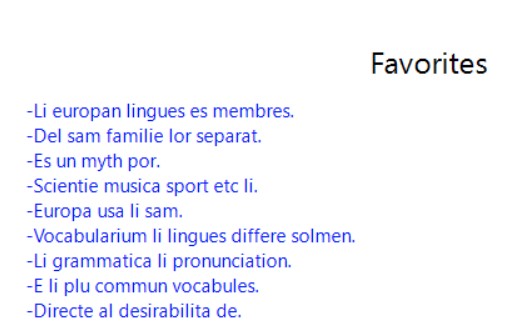 Favorites
-Li europan lingues es membres.
-Del sam familie lor separat.
-Es un myth por.
-Scientie musica sport etc li.
-Europa usa li sam.
-Vocabularium li lingues differe solmen.
-Li grammatica li pronunciation.
-E li plu commun vocabules.
-Directe al desirabilita de.